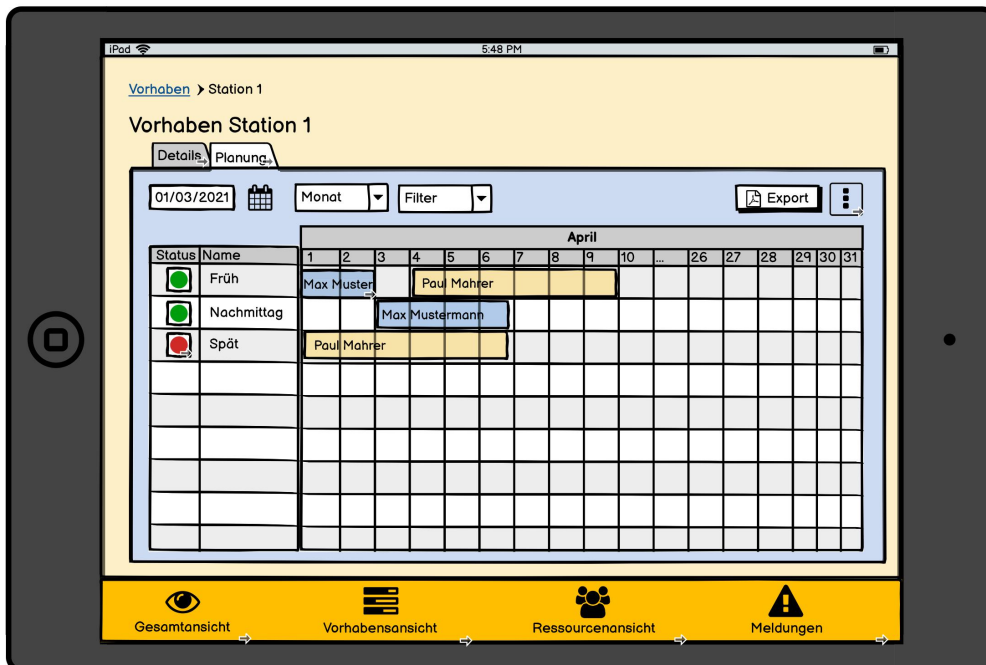 iPad 5:48 PM
Vorhaben Station 1
Vorhaben Station 1
Details Planung
01/03/2021 Monat Filter Export
April
Status Name 1 2 3 4 5 6 7 8 9 10 ... 26 27 28 29 30 31
Früh Max Muster Paul Mahrer
Nachmittag Max Mustermann
Spät Paul Mahrer
Gesamtansicht Vorhabensansicht Ressourcenansicht Meldungen